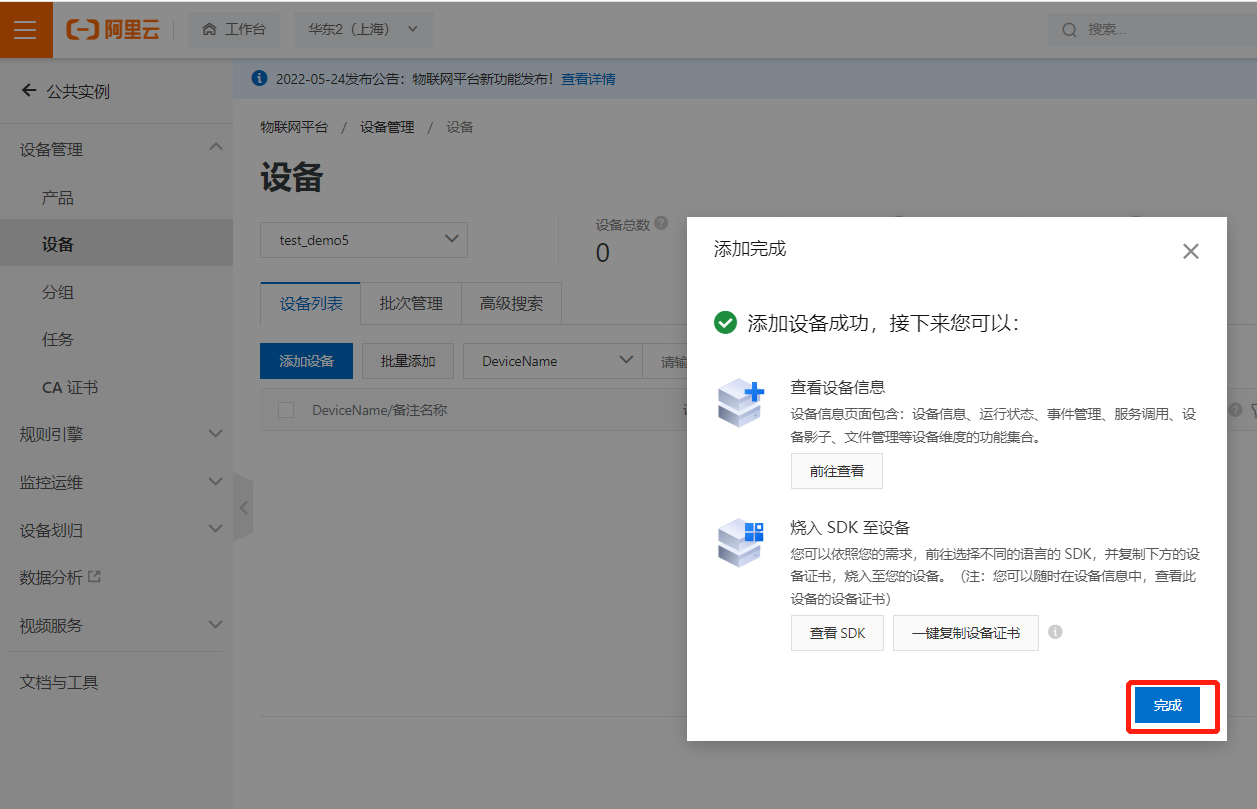 阿里云
工作台
华东2（上海）
搜索...
公共实例
设备管理
产品
设备
分组
任务
CA 证书
规则引擎
监控运维
设备划归
数据分析
视频服务
文档与工具
2022-05-24发布公告：物联网平台新功能发布！查看详情
物联网平台 / 设备管理 / 设备
设备
test_demo5
设备总数
0
设备列表
批次管理
高级搜索
添加设备
批量添加
DeviceName
请输
DeviceName/备注名称
添加完成
添加设备成功，接下来您可以：
查看设备信息
设备信息页面包含：设备信息、运行状态、事件管理、服务调用、设
备影子、文件管理等设备维度的功能集合。
前往查看
烧入 SDK 至设备
您可以依照您的需求，前往选择不同的语言的 SDK，并复制下方的设
备证书，烧入至您的设备。（注：您可以随时在设备信息中，查看此
设备的设备证书）
查看 SDK
一键复制设备证书
完成